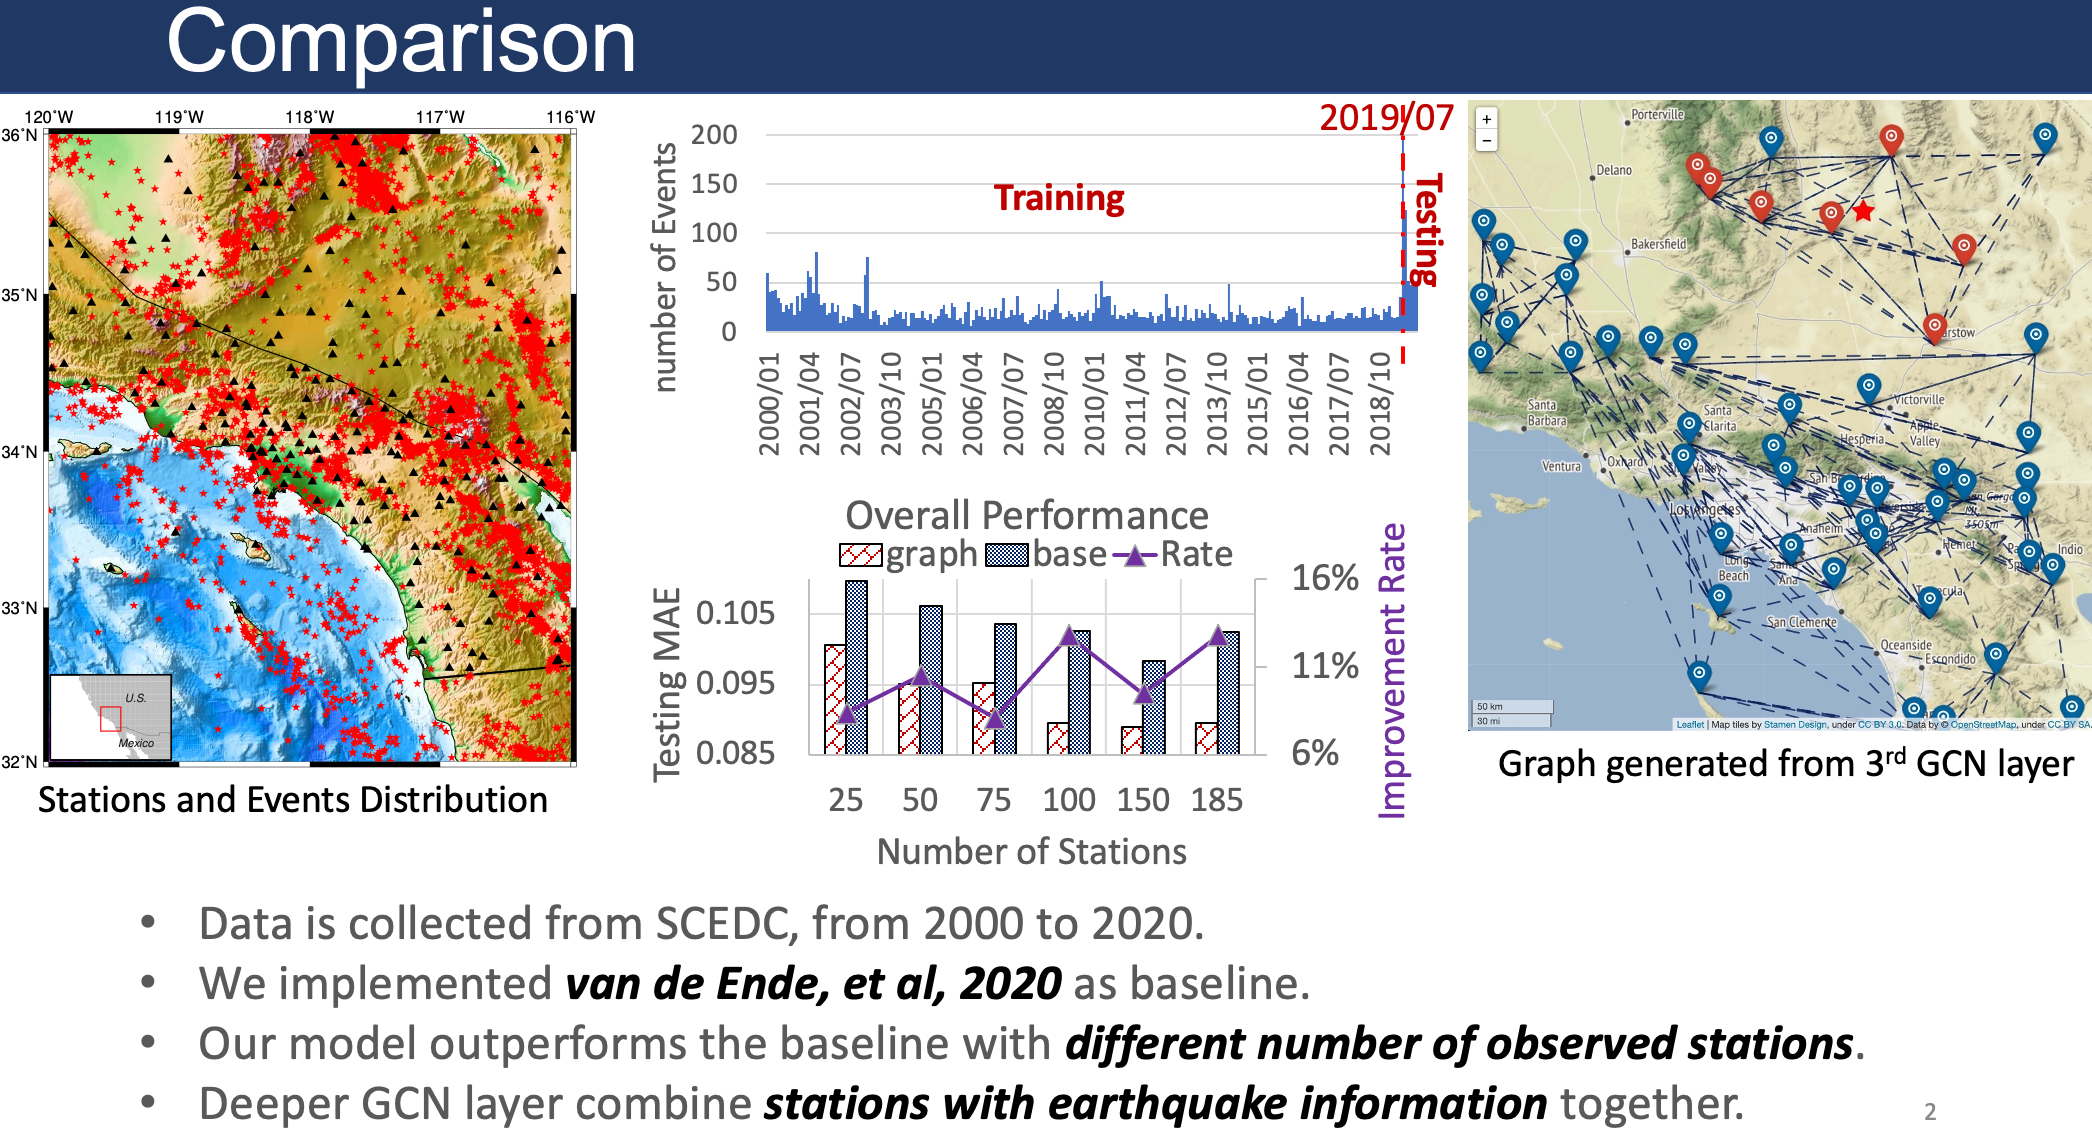 Comparison
120°W 119°W 118°W 117°W 116°W
36°N
35°N
34°N
33°N
32°N
U.S.
Mexico
Stations and Events Distribution
2019/07
number of Events
200
150
100
50
0
Training
Testing
2000/01
2001/04
2002/07
2003/10
2005/01
2006/04
2007/07
2008/10
2010/01
2011/04
2012/07
2013/10
2015/01
2016/04
2017/07
2018/10
Overall Performance
graph base Rate
Testing MAE
0.105
0.095
0.085
16%
11%
6%
Improvement Rate
25 50 75 100 150 185
Number of Stations
+
−
Porterville
Delano
Bakersfield
Santa
Barbara
Santa
Clarita
Victorville
Apple
Valley
Hesperia
Ventura
Oxnard
Los Angeles
Anaheim
Long
Beach
Hemet
Indio
San Clemente
Oceanside
Escondido
50 km
30 mi
Leaflet | Map tiles by Stamen Design, under CC BY 3.0. Data by © OpenStreetMap, under CC BY SA.
Graph generated from 3rd GCN layer
• Data is collected from SCEDC, from 2000 to 2020.
• We implemented van de Ende, et al, 2020 as baseline.
• Our model outperforms the baseline with different number of observed stations.
• Deeper GCN layer combine stations with earthquake information together.
2